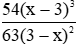 54(x – 3)³
63(3 – x)²